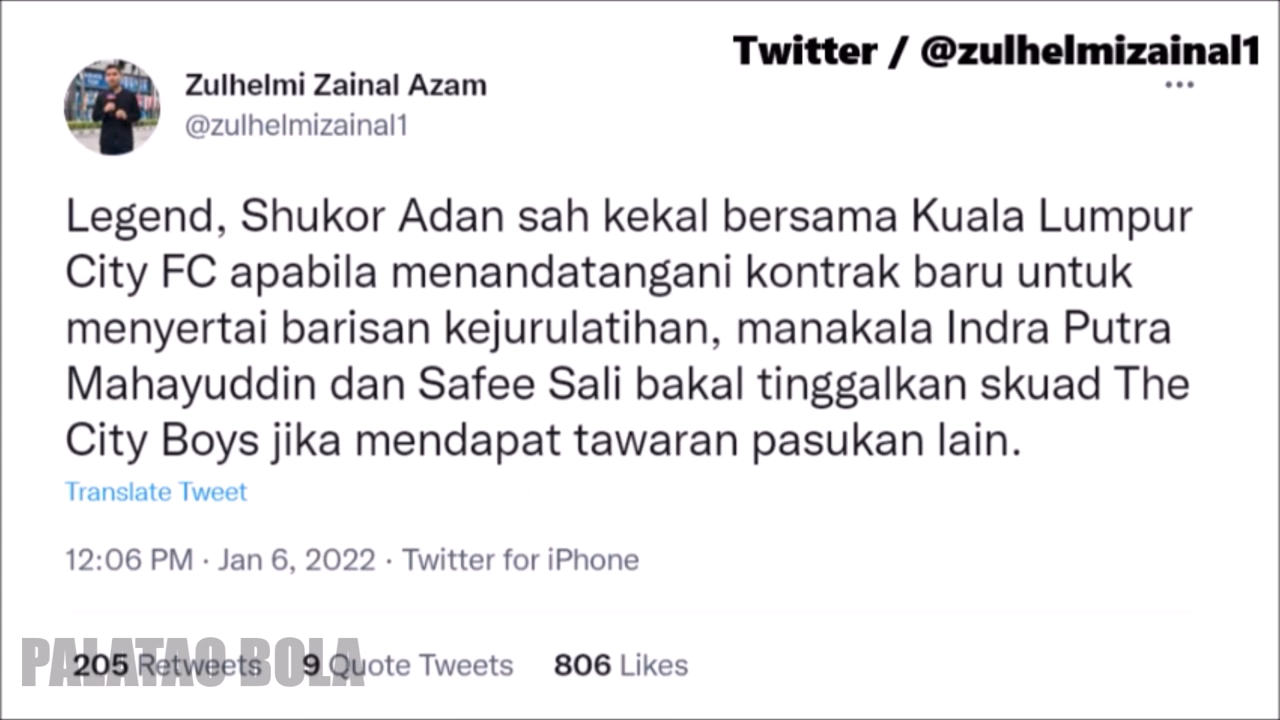 Twitter / @zulhelmizainal1
Zulhelmi Zainal Azam
@zulhelmizainal1
Legend, Shukor Adan sah kekal bersama Kuala Lumpur
City FC apabila menandatangani kontrak baru untuk
menyertai barisan kejurulatihan, manakala Indra Putra
Mahayuddin dan Safee Sali bakal tinggalkan skuad The
City Boys jika mendapat tawaran pasukan lain.
Translate Tweet
12:06 PM · Jan 6, 2022 · Twitter for iPhone
205 Retweets 9 Quote Tweets 806 Likes
PALATAO BOLA